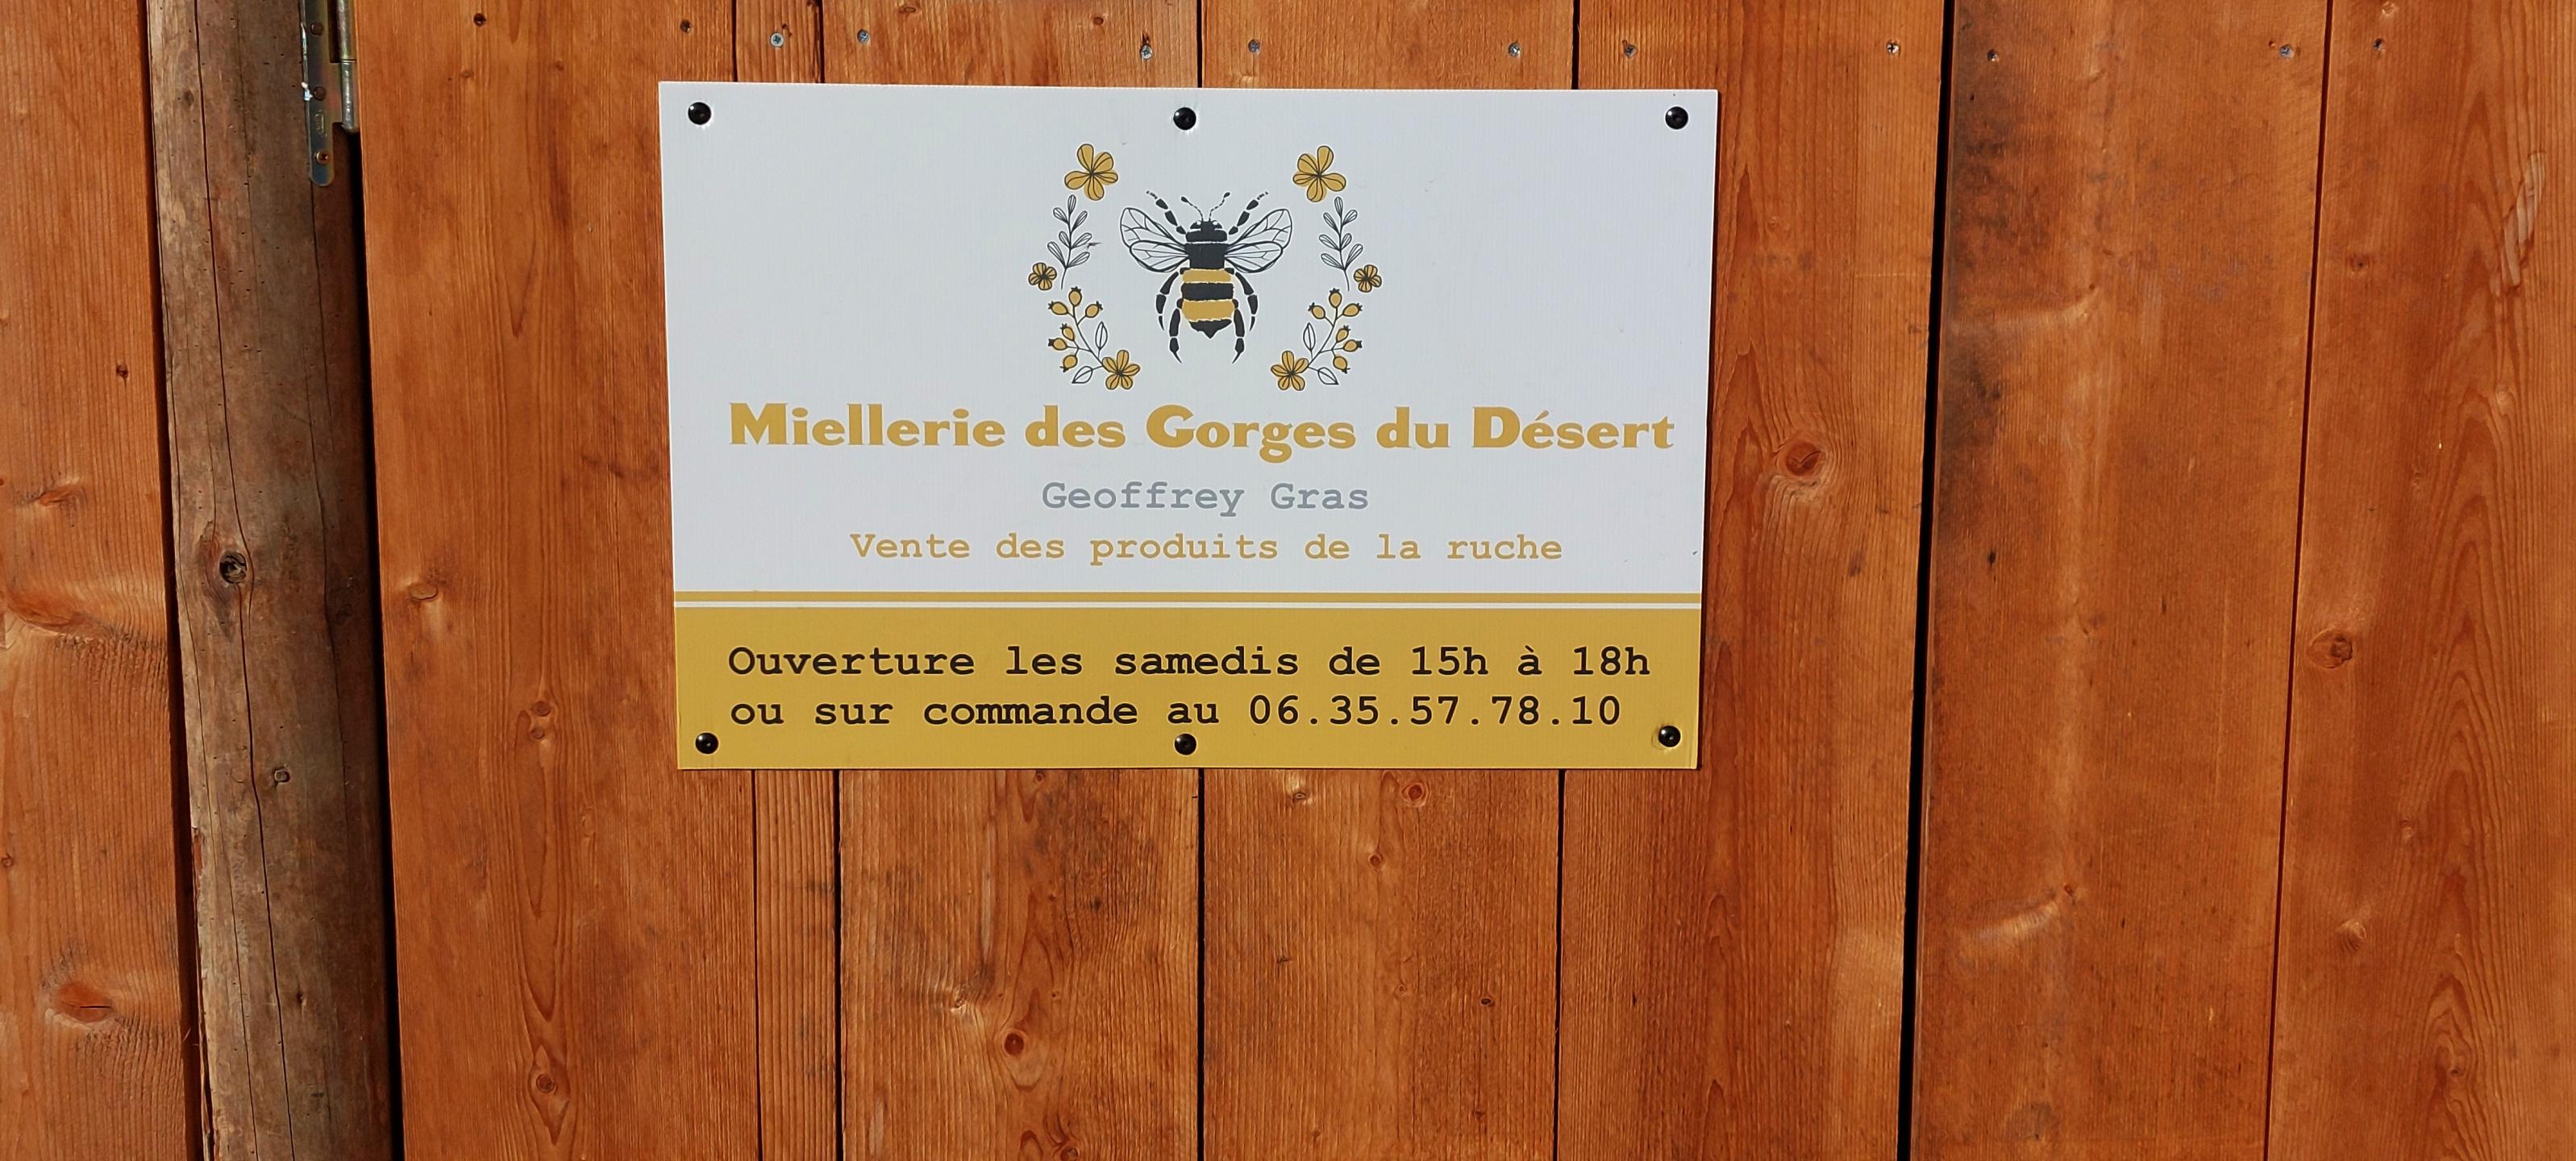 Miellerie des Gorges du Désert
Geoffrey Gras
Vente des produits de la ruche
Ouverture les samedis de 15h à 18h
ou sur commande au 06.35.57.78.10